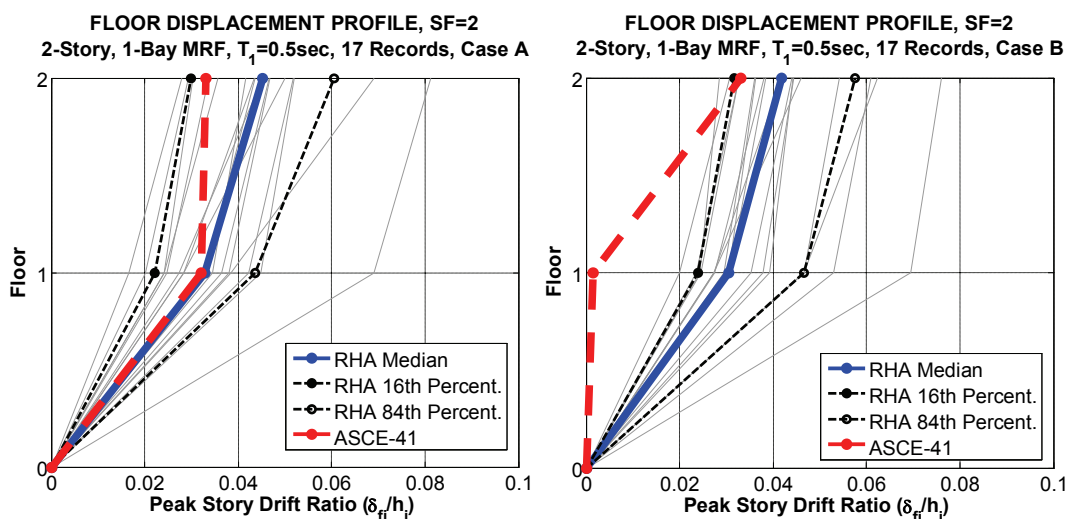 FLOOR DISPLACEMENT PROFILE, SF=2
2-Story, 1-Bay MRF, T1=0.5sec, 17 Records, Case A
2
1
0
Floor
0 0.02 0.04 0.06 0.08 0.1
Peak Story Drift Ratio (δfi/hi)
RHA Median
RHA 16th Percent.
RHA 84th Percent.
ASCE-41
FLOOR DISPLACEMENT PROFILE, SF=2
2-Story, 1-Bay MRF, T1=0.5sec, 17 Records, Case B
2
1
0
Floor
0 0.02 0.04 0.06 0.08 0.1
Peak Story Drift Ratio (δfi/hi)
RHA Median
RHA 16th Percent.
RHA 84th Percent.
ASCE-41